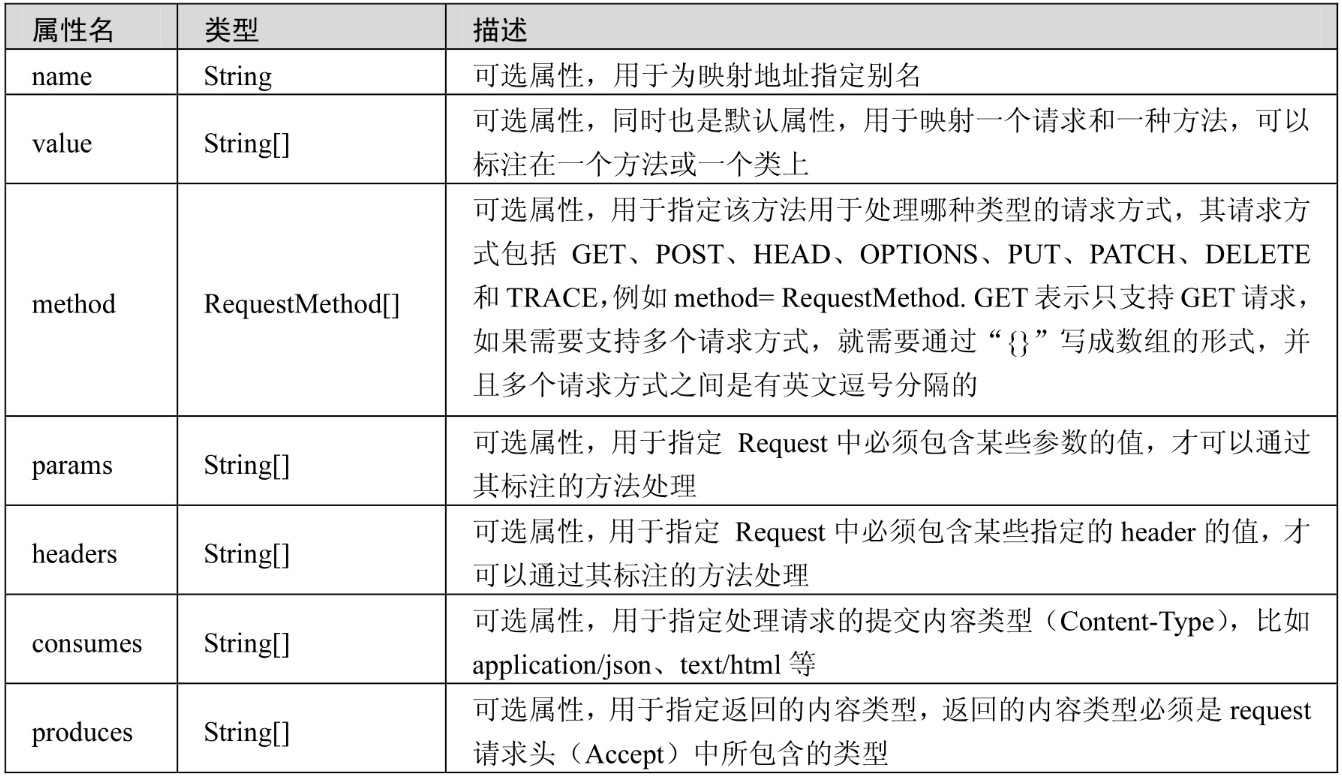 属性名 类型 描述
name String 可选属性，用于为映射地址指定别名
value String[] 可选属性，同时也是默认属性，用于映射一个请求和一种方法，可以
标注在一个方法或一个类上
method RequestMethod[] 可选属性，用于指定该方法用于处理哪种类型的请求方式，其请求方
式包括 GET、POST、HEAD、OPTIONS、PUT、PATCH、DELETE
和 TRACE，例如 method= RequestMethod. GET 表示只支持 GET 请求，
如果需要支持多个请求方式，就需要通过“{}”写成数组的形式，并
且多个请求方式之间是有英文逗号分隔的
params String[] 可选属性，用于指定 Request 中必须包含某些参数的值，才可以通过
其标注的方法处理
headers String[] 可选属性，用于指定 Request 中必须包含某些指定的 header 的值，才
可以通过其标注的方法处理
consumes String[] 可选属性，用于指定处理请求的提交内容类型（Content-Type），比如
application/json、text/html 等
produces String[] 可选属性，用于指定返回的内容类型，返回的内容类型必须是 request
请求头（Accept）中所包含的类型